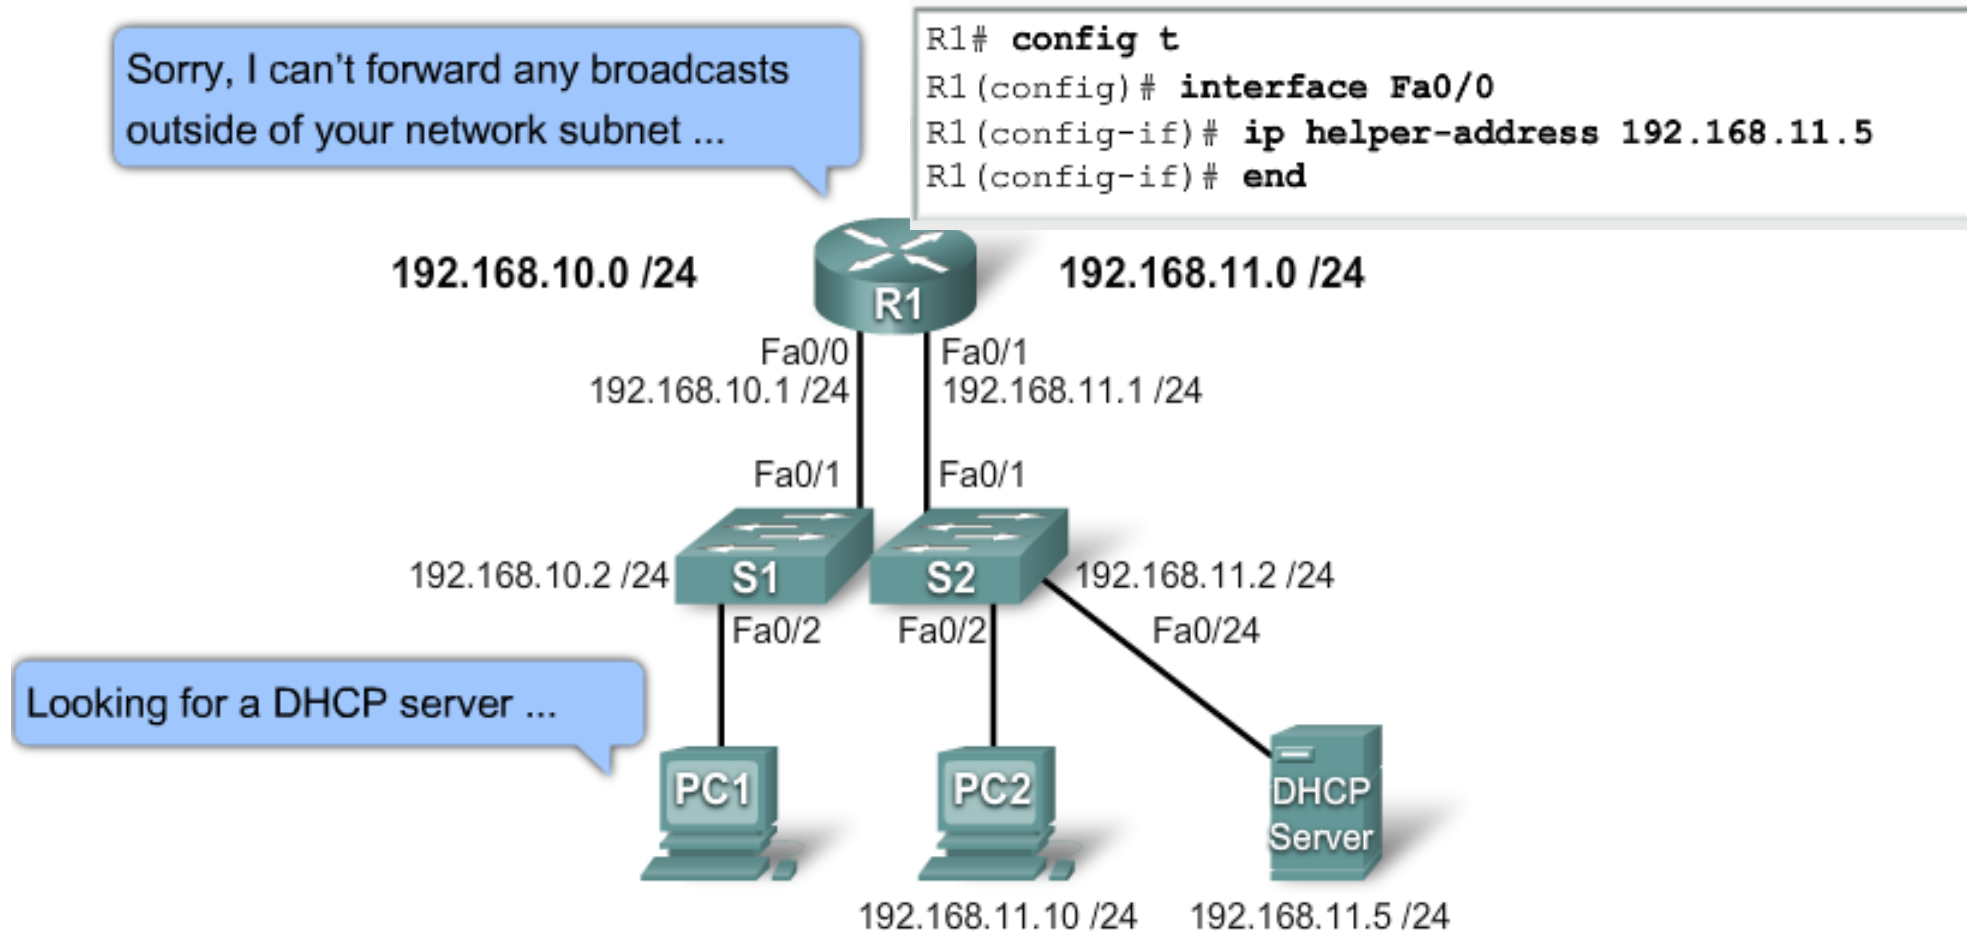 Sorry, I can't forward any broadcasts
outside of your network subnet ...
R1# config t
R1(config)# interface Fa0/0
R1(config-if)# ip helper-address 192.168.11.5
R1(config-if)# end
192.168.10.0 /24
R1
192.168.11.0 /24
Fa0/0
192.168.10.1 /24
Fa0/1
192.168.11.1 /24
Fa0/1
Fa0/1
192.168.10.2 /24
S1
S2
192.168.11.2 /24
Fa0/2
Fa0/2
Fa0/24
Looking for a DHCP server ...
PC1
PC2
DHCP
Server
192.168.11.10 /24
192.168.11.5 /24